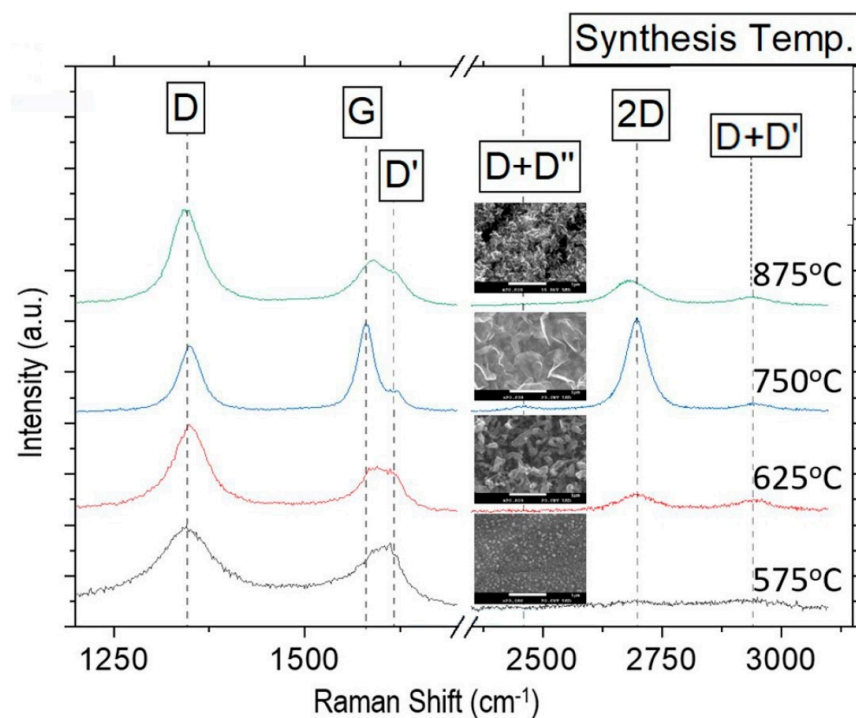 Synthesis Temp.
D
G
D'
D+D"
2D
D+D'
875°C
750°C
625°C
575°C
Intensity (a.u.)
1250
1500
2500
2750
3000
Raman Shift (cm⁻¹)